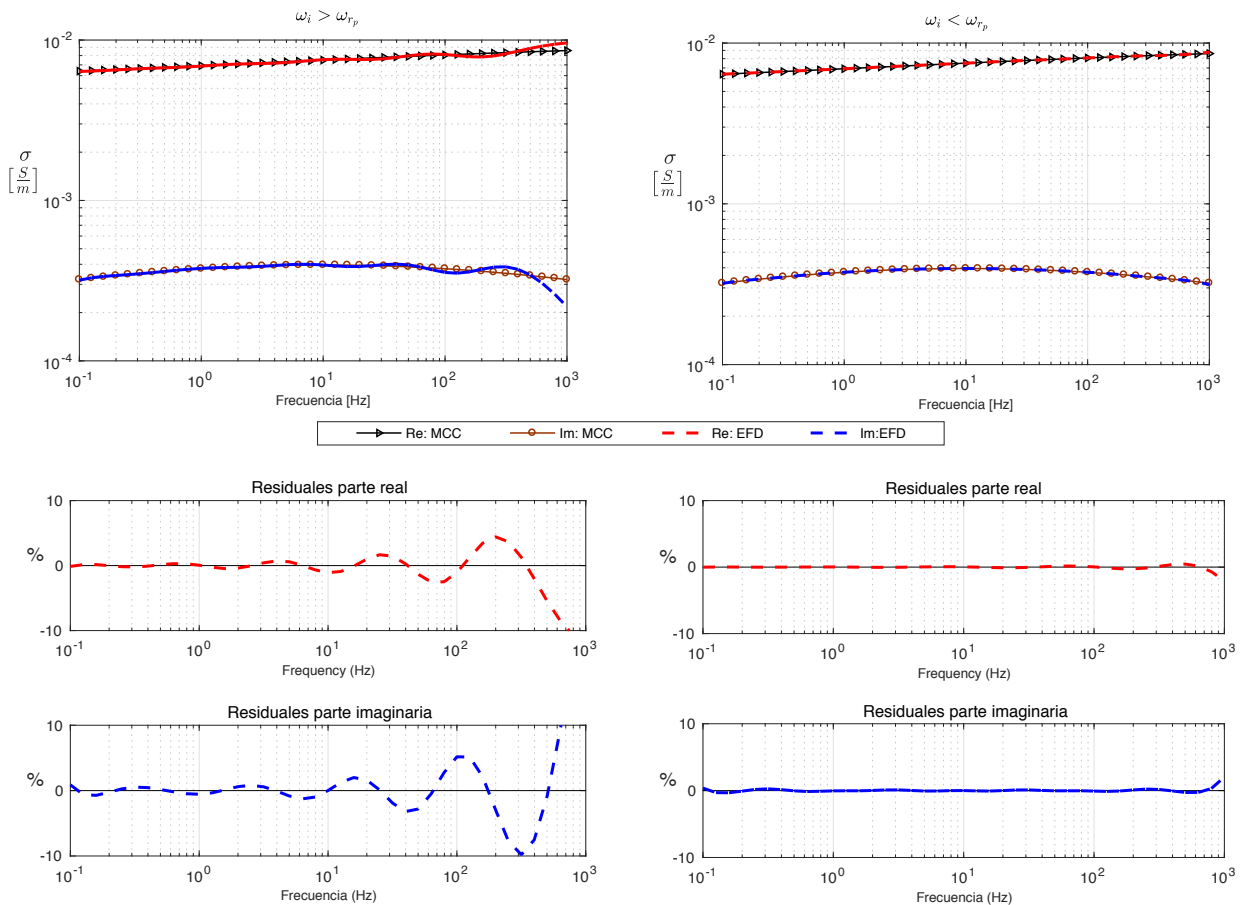 ω_i > ω_{r_p}
ω_i < ω_{r_p}
10^-2
10^-3
10^-4
σ
[S/m]
10^-1 10^0 10^1 10^2 10^3
Frecuencia [Hz]
10^-2
10^-3
10^-4
σ
[S/m]
10^-1 10^0 10^1 10^2 10^3
Frecuencia [Hz]
Re: MCC Im: MCC Re: EFD Im:EFD
Residuales parte real
10
0
-10
%
10^-1 10^0 10^1 10^2 10^3
Frequency (Hz)
Residuales parte real
10
0
-10
%
10^-1 10^0 10^1 10^2 10^3
Frequency (Hz)
Residuales parte imaginaria
10
0
-10
%
10^-1 10^0 10^1 10^2 10^3
Frecuencia (Hz)
Residuales parte imaginaria
10
0
-10
%
10^-1 10^0 10^1 10^2 10^3
Frecuencia (Hz)